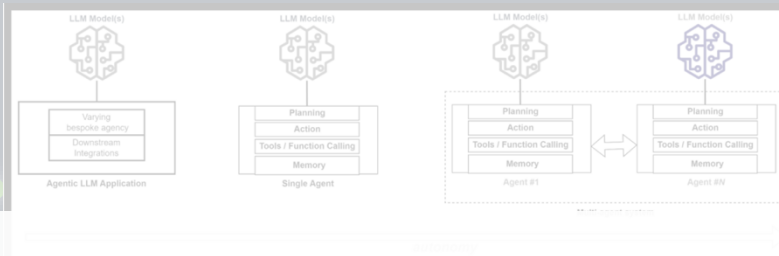 LLM Model(s)
LLM Model(s)
LLM Model(s)
LLM Model(s)
Varying
bespoke agency
Downstream
Integrations
Agentic LLM Application
Planning
Action
Tools / Function Calling
Memory
Single Agent
Planning
Action
Tools / Function Calling
Memory
Agent #1
Planning
Action
Tools / Function Calling
Memory
Agent #N